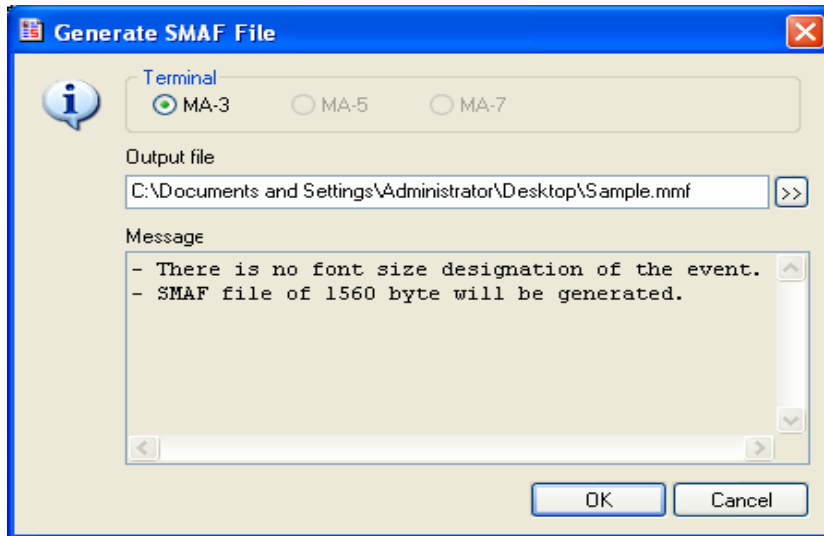 Generate SMAF File
Terminal
MA-3 MA-5 MA-7
Output file
C:\Documents and Settings\Administrator\Desktop\Sample.mmf >>
Message
- There is no font size designation of the event.
- SMAF file of 1560 byte will be generated.
OK Cancel